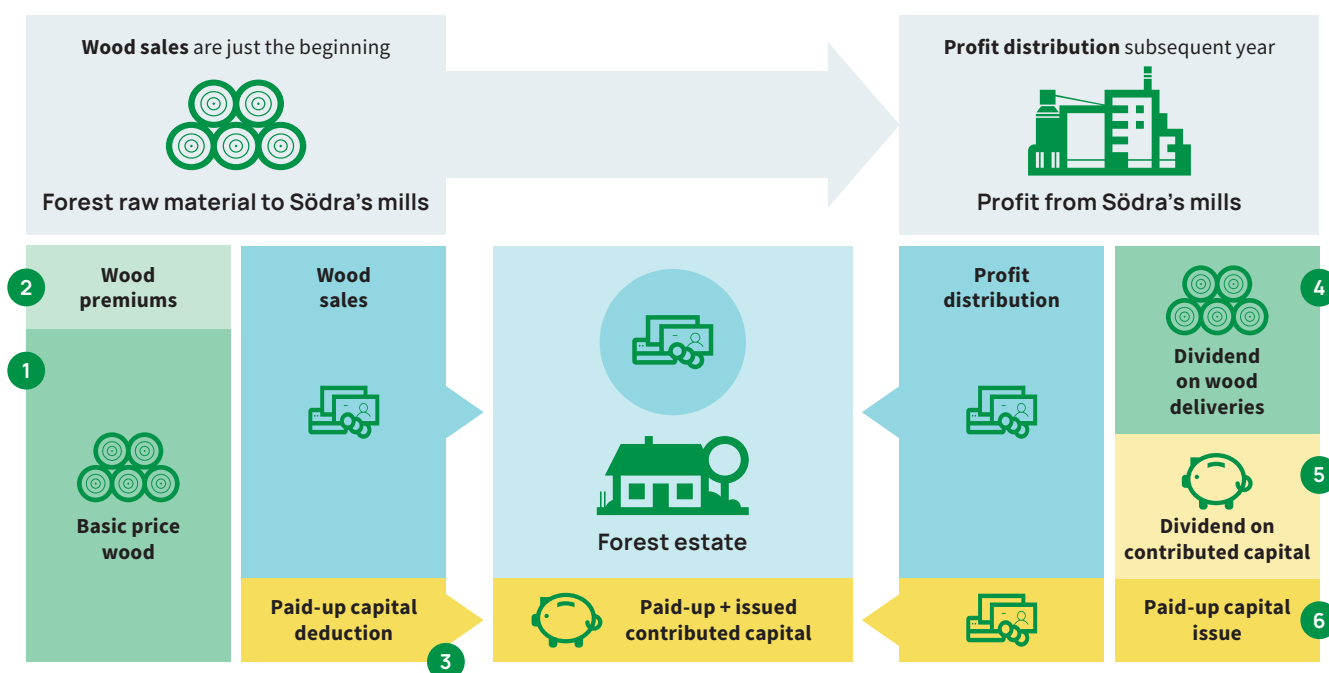 Wood sales are just the beginning
Forest raw material to Södra's mills
Profit distribution subsequent year
Profit from Södra's mills
2
Wood
premiums
1
Basic price
wood
Wood
sales
Paid-up capital
deduction
3
Forest estate
Paid-up + issued
contributed capital
Profit
distribution
4
Dividend
on wood
deliveries
5
Dividend on
contributed capital
Paid-up capital
issue
6